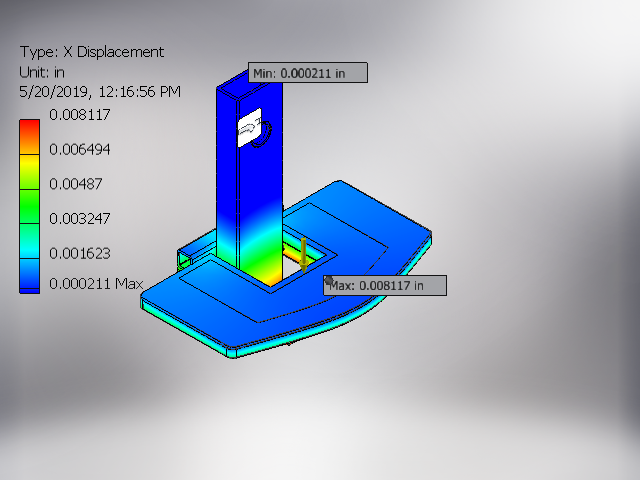 Type: X Displacement
Unit: in
5/20/2019, 12:16:56 PM
0.008117
0.006494
0.00487
0.003247
0.001623
0.000211 Max
Min: 0.000211 in
Max: 0.008117 in